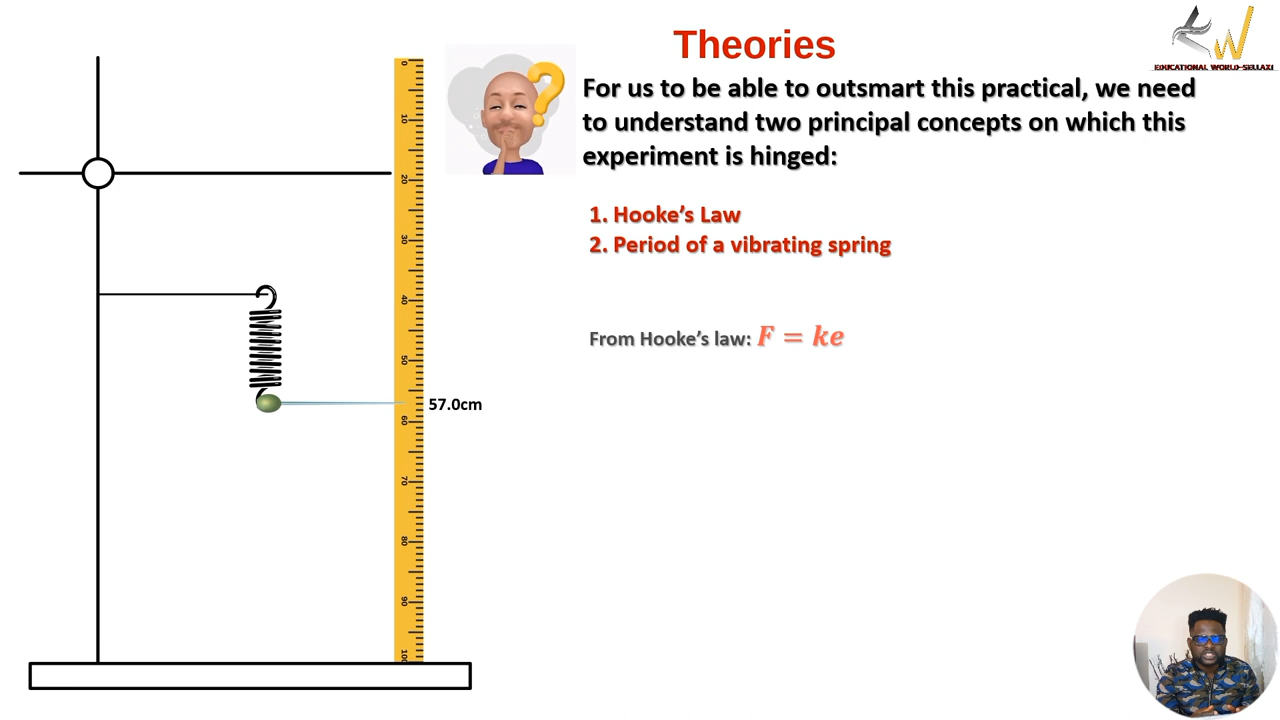 Theories
EDUCATIONAL WORLD-SELLAXI
For us to be able to outsmart this practical, we need
to understand two principal concepts on which this
experiment is hinged:
1. Hooke's Law
2. Period of a vibrating spring
From Hooke's law: F = ke
0
10
20
30
40
50
57.0cm
60
70
80
90
100